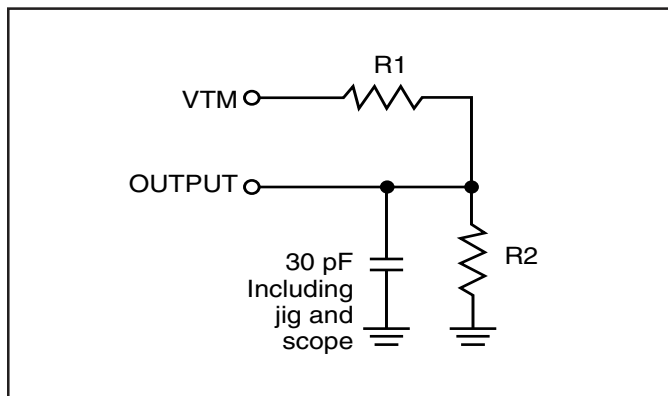 R1
VTM
OUTPUT
R2
30 pF
Including
jig and
scope